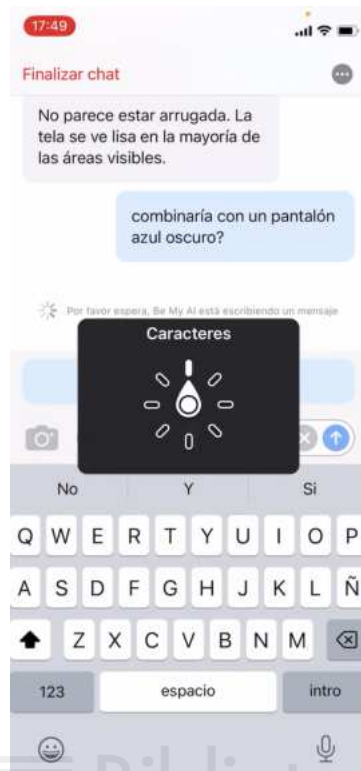 17:49
Finalizar chat
No parece estar arrugada. La
tela se ve lisa en la mayoría de
las áreas visibles.
combinaría con un pantalón
azul oscuro?
Por favor espera, Be My AI está escribiendo un mensaje
Caracteres
No Y Si
Q W E R T Y U I O P
A S D F G H J K L Ñ
Z X C V B N M
123 espacio intro